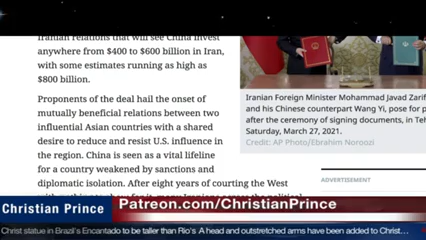 Iranian relations that will see China invest
anywhere from $400 to $600 billion in Iran,
with some estimates running as high as
$800 billion.
Proponents of the deal hail the onset of
mutually beneficial relations between two
influential Asian countries with a shared
desire to reduce and resist U.S. influence in
the region. China is seen as a vital lifeline
for a country weakened by sanctions and
diplomatic isolation. After eight years of courting the West
Iranian Foreign Minister Mohammad Javad Zarif
and his Chinese counterpart Wang Yi, pose for p
after the ceremony of signing documents, in Teh
Saturday, March 27, 2021.
Credit: AP Photo/Ebrahim Noroozi
ADVERTISEMENT
Christian Prince
Patreon.com/ChristianPrince
Christ statue in Brazil's Encantado to be taller than Rio's A head and outstretched arms have been added to Christ...